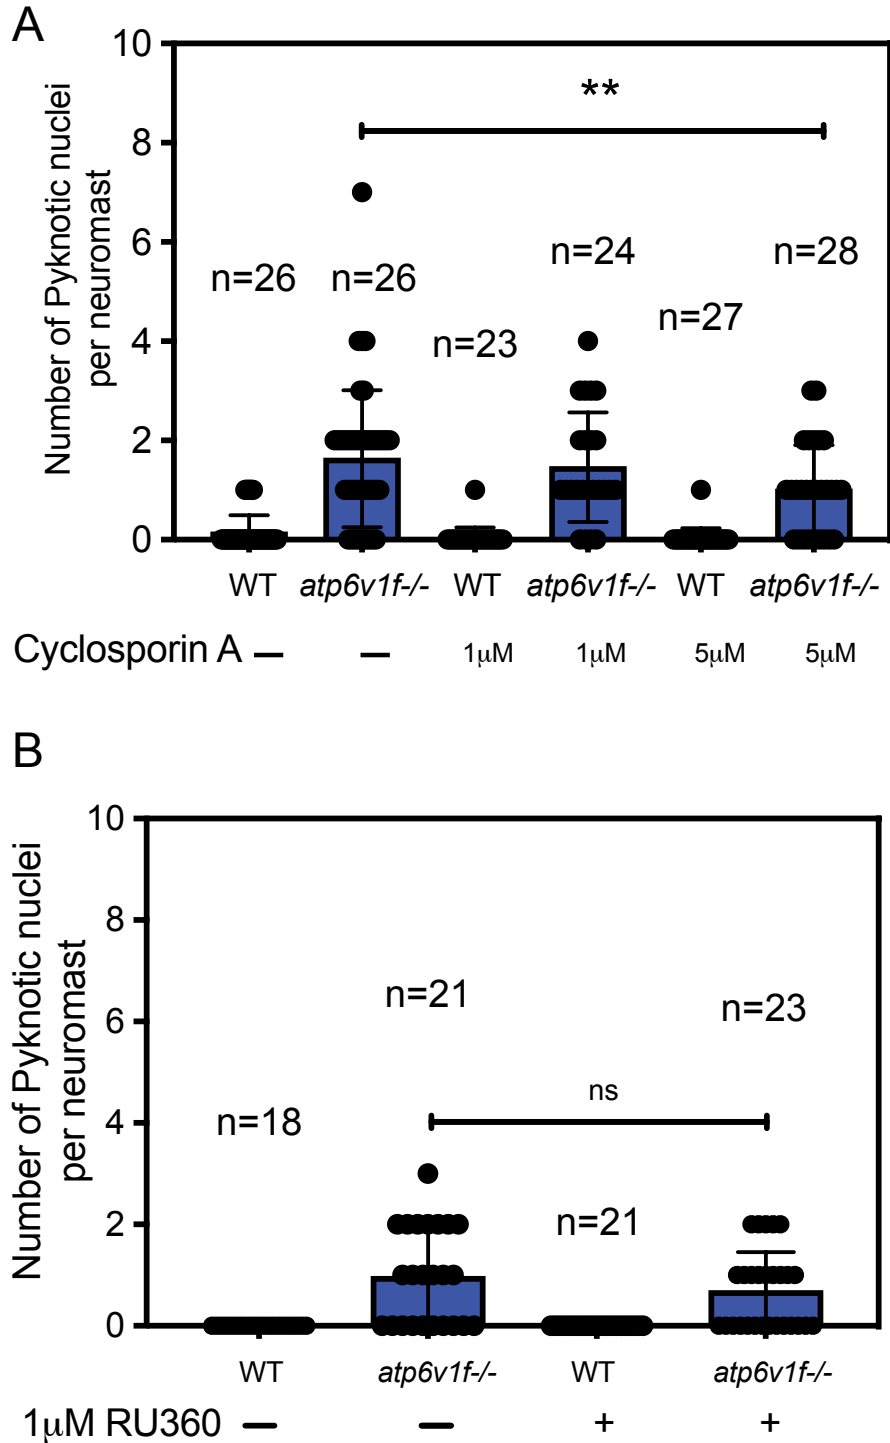 A
Number of Pyknotic nuclei
per neuromast
10
8
6
4
2
0
**
n=26
n=26
n=23
n=24
n=27
n=28
WT atp6v1f-/- WT atp6v1f-/- WT atp6v1f-/-
Cyclosporin A — — 1μM 1μM 5μM 5μM
B
Number of Pyknotic nuclei
per neuromast
10
8
6
4
2
0
n=18
n=21
ns
n=21
n=23
WT atp6v1f-/- WT atp6v1f-/-
1μM RU360 — — + +